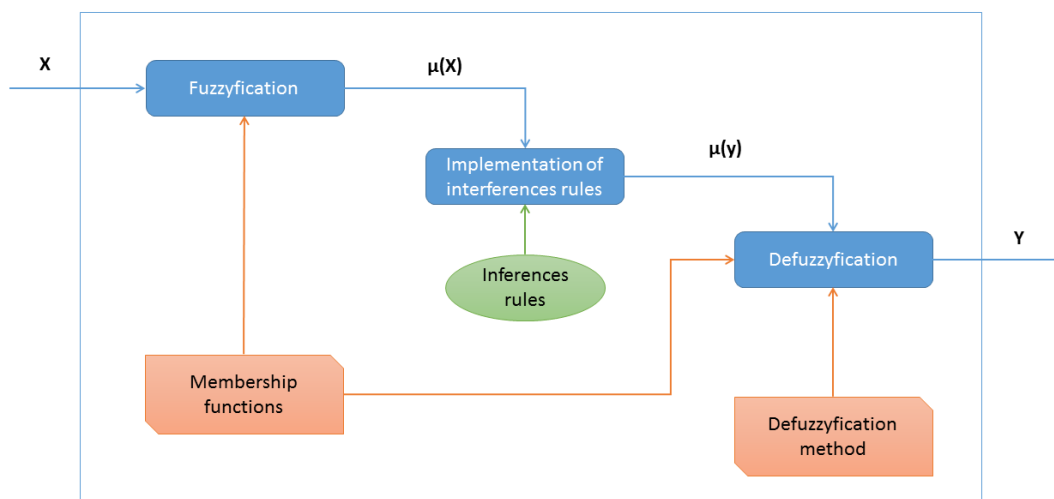 X
Fuzzyfication
μ(X)
Implementation of
interferences rules
μ(y)
Inferences
rules
Defuzzyfication
Y
Membership
functions
Defuzzyfication
method